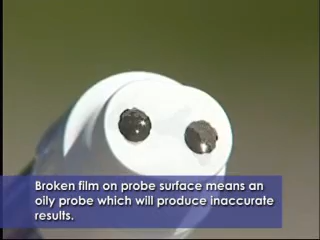 Broken film on probe surface means an
oily probe which will produce inaccurate
results.